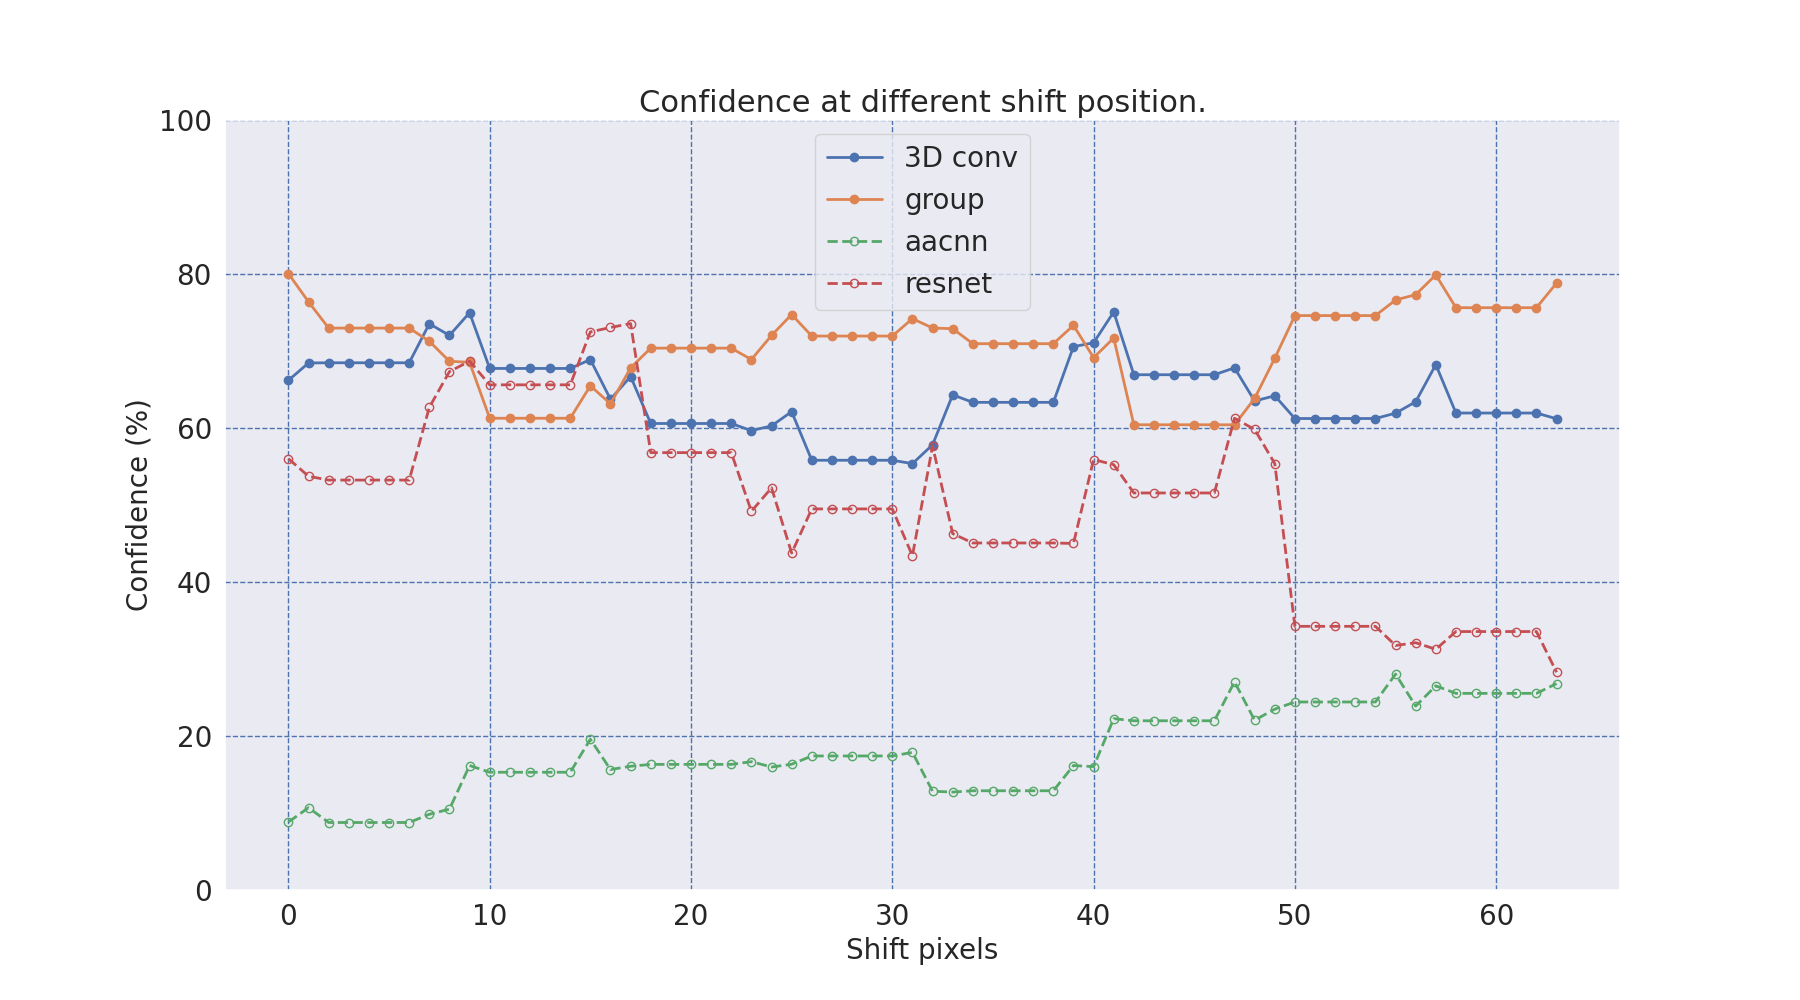 Confidence at different shift position.
100
80
60
40
20
0
Confidence (%)
3D conv
group
aacnn
resnet
0 10 20 30 40 50 60
Shift pixels